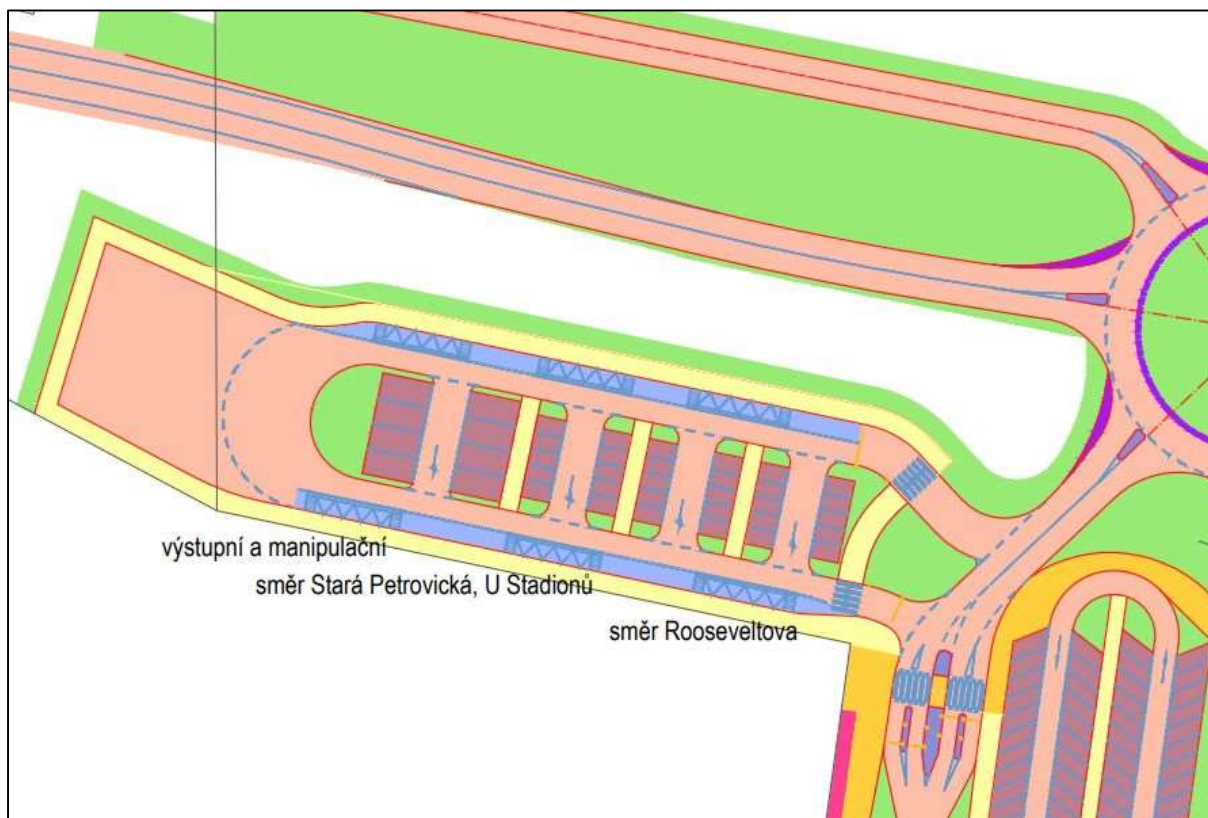 výstupní a manipulační
směr Stará Petrovická, U Stadionů
směr Rooseveltova